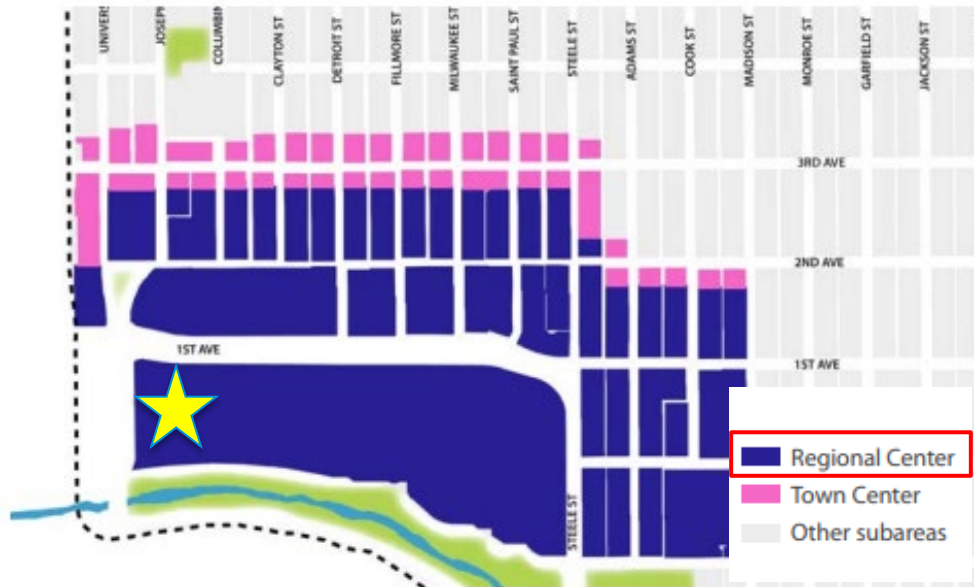 UNIVERS
JOSEPH
COLUMBIN
CLAYTON ST
DETROIT ST
FILLMORE ST
MILWAUKEE ST
SAINT PAUL ST
STEELE ST
ADAMS ST
COOK ST
MADISON ST
MONROE ST
GARFIELD ST
JACKSON ST
3RD AVE
2ND AVE
1ST AVE
1ST AVE
STEELE ST
Regional Center
Town Center
Other subareas